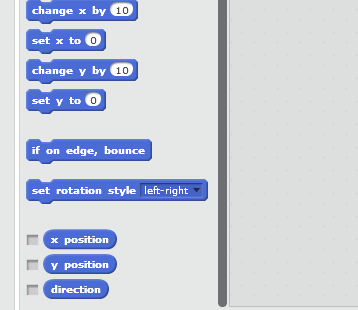 change x by 10
set x to 0
change y by 10
set y to 0
if on edge, bounce
set rotation style left-right
x position
y position
direction